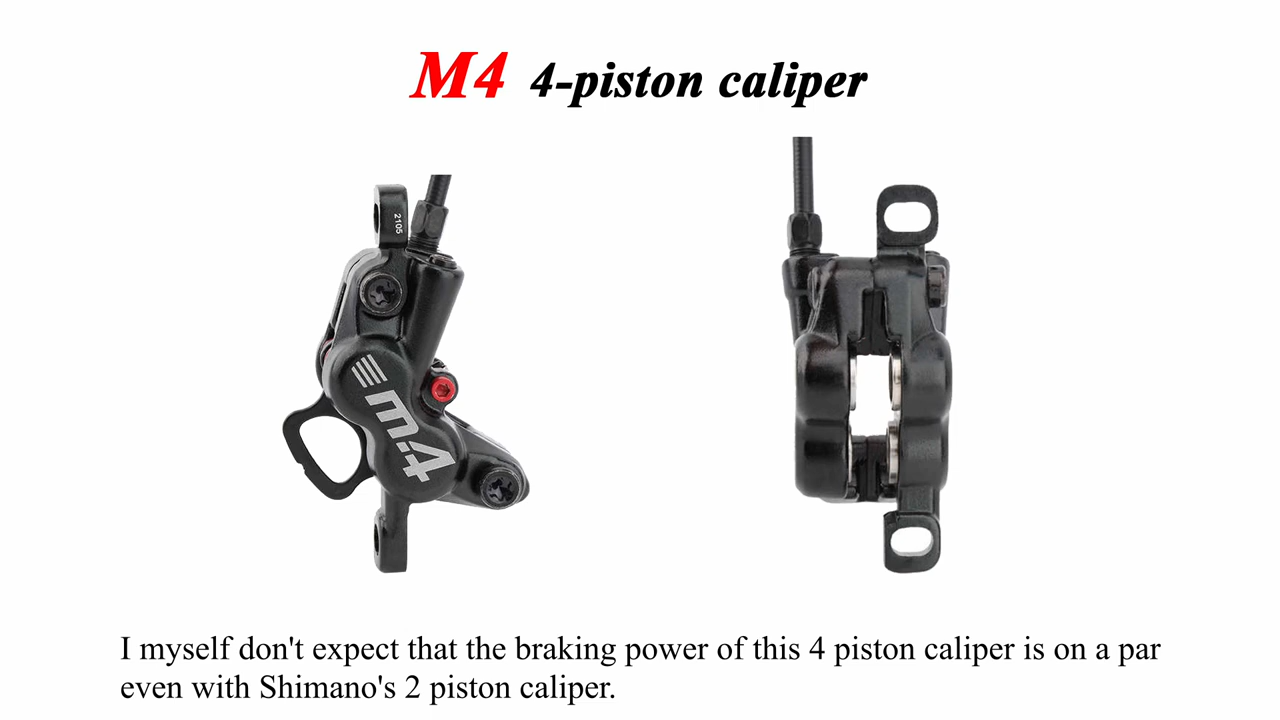 M4 4-piston caliper
2105
m.4
I myself don't expect that the braking power of this 4 piston caliper is on a par
even with Shimano's 2 piston caliper.